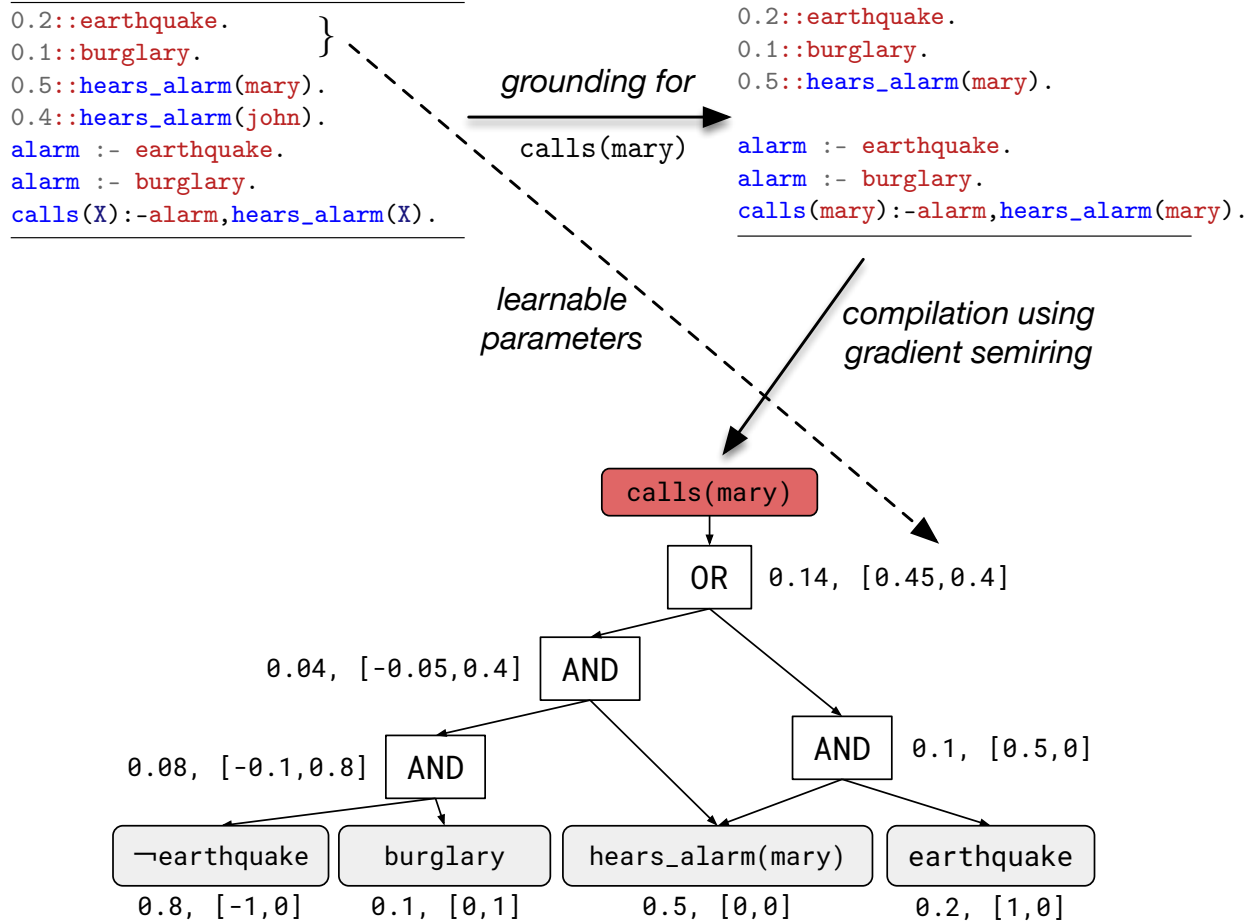 0.2::earthquake.
0.1::burglary.
}
0.5::hears_alarm(mary).
0.4::hears_alarm(john).
alarm :- earthquake.
alarm :- burglary.
calls(X):-alarm,hears_alarm(X).
grounding for
calls(mary)
0.2::earthquake.
0.1::burglary.
0.5::hears_alarm(mary).
alarm :- earthquake.
alarm :- burglary.
calls(mary):-alarm,hears_alarm(mary).
learnable
parameters
compilation using
gradient semiring
calls(mary)
OR
0.14, [0.45,0.4]
0.04, [-0.05,0.4]
AND
AND
0.1, [0.5,0]
0.08, [-0.1,0.8]
AND
¬earthquake
burglary
hears_alarm(mary)
earthquake
0.8, [-1,0]
0.1, [0,1]
0.5, [0,0]
0.2, [1,0]